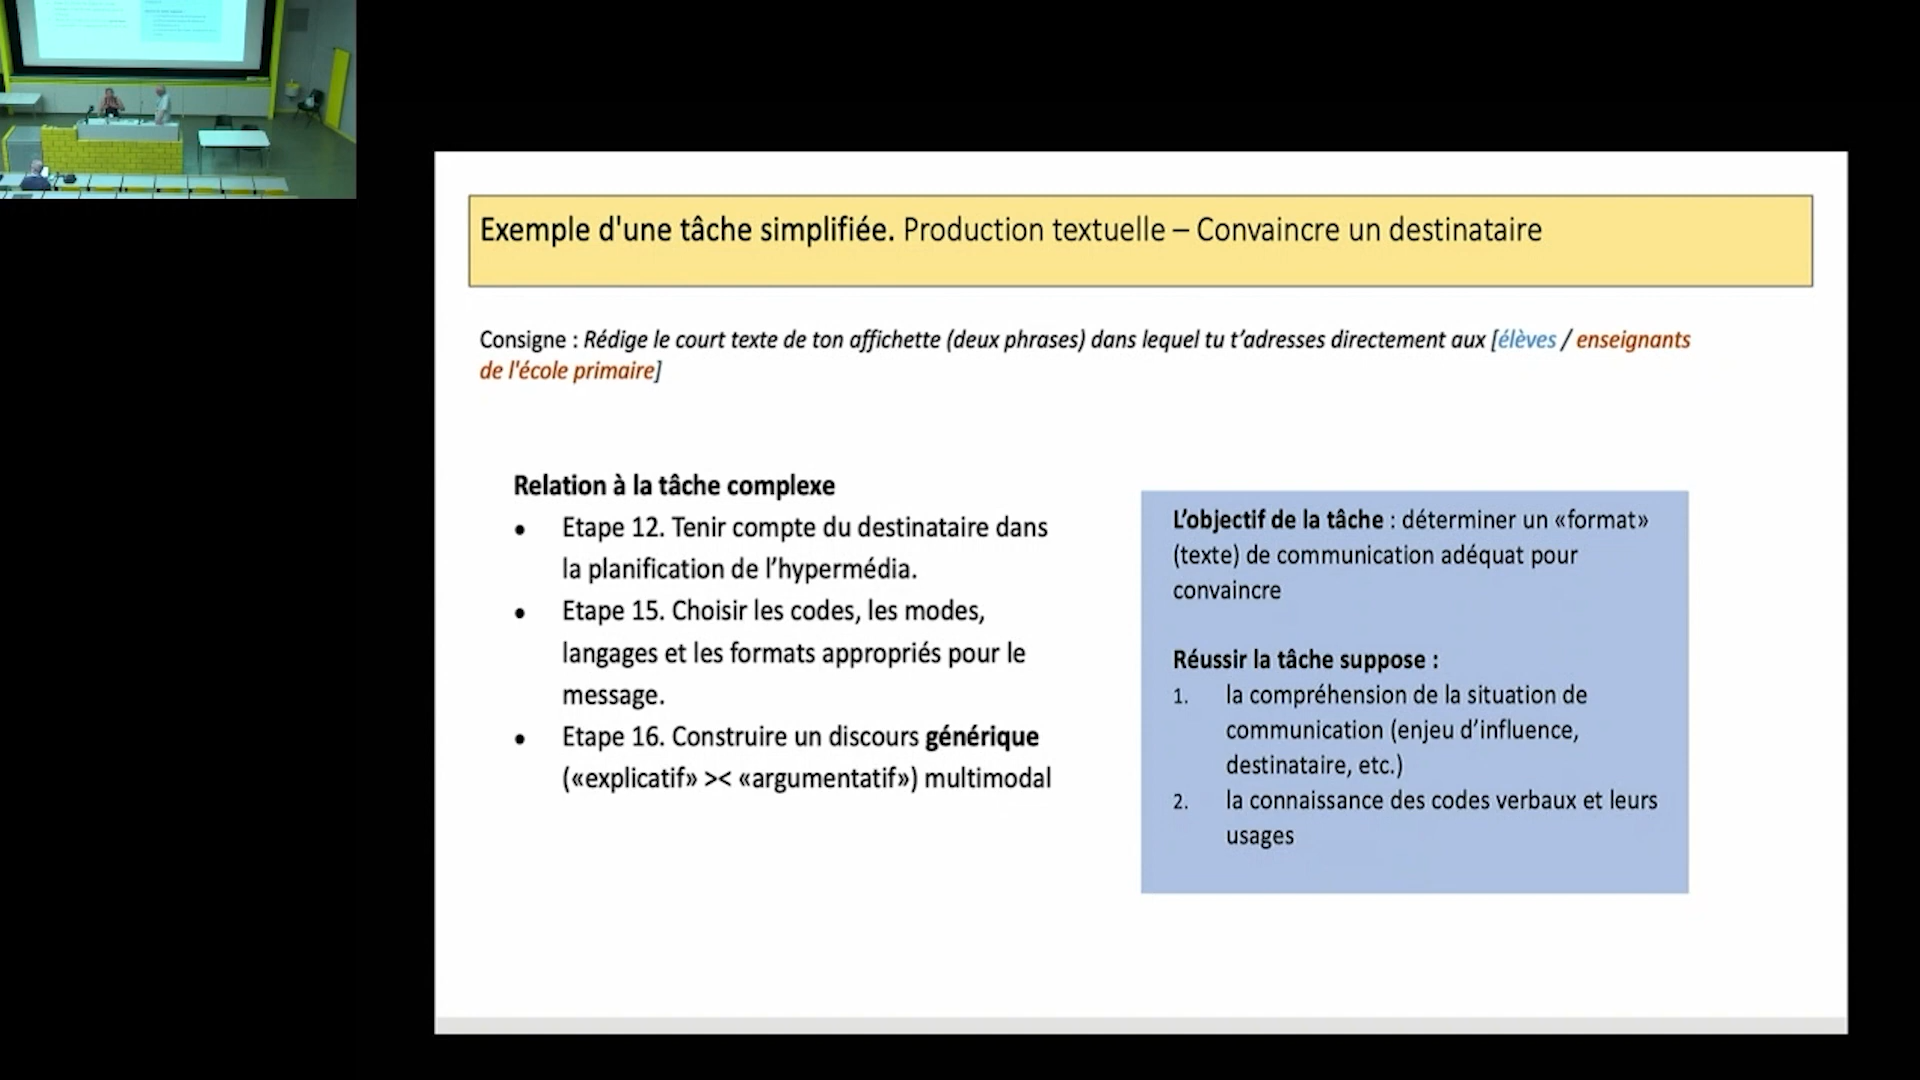 Exemple d'une tâche simplifiée. Production textuelle – Convaincre un destinataire
Consigne : Rédige le court texte de ton affichette (deux phrases) dans lequel tu t’adresses directement aux [élèves / enseignants
de l'école primaire]
Relation à la tâche complexe
• Etape 12. Tenir compte du destinataire dans
la planification de l’hypermédia.
• Etape 15. Choisir les codes, les modes,
langages et les formats appropriés pour le
message.
• Etape 16. Construire un discours générique
(«explicatif» >< «argumentatif») multimodal
L’objectif de la tâche : déterminer un «format»
(texte) de communication adéquat pour
convaincre
Réussir la tâche suppose :
1. la compréhension de la situation de
communication (enjeu d’influence,
destinataire, etc.)
2. la connaissance des codes verbaux et leurs
usages